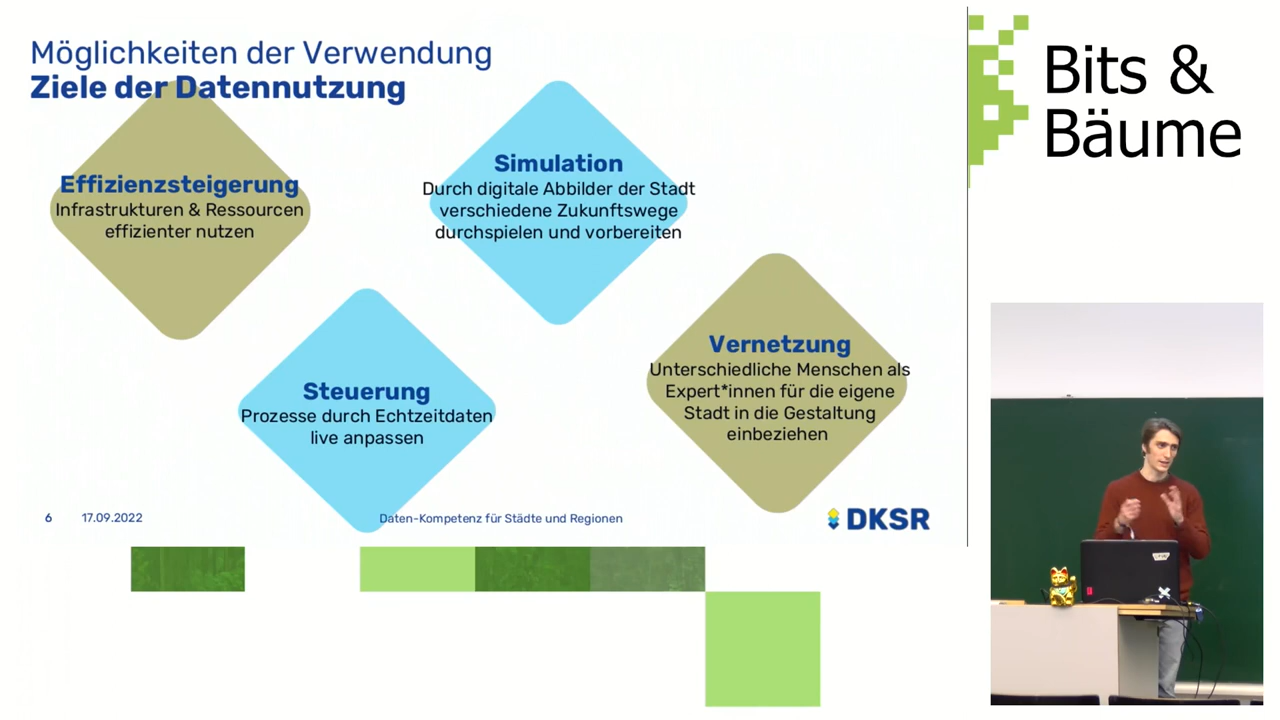 Möglichkeiten der Verwendung
Ziele der Datennutzung
Effizienzsteigerung
Infrastrukturen & Ressourcen
effizienter nutzen
Simulation
Durch digitale Abbilder der Stadt
verschiedene Zukunftswege
durchspielen und vorbereiten
Steuerung
Prozesse durch Echtzeitdaten
live anpassen
Vernetzung
Unterschiedliche Menschen als
Expert*innen für die eigene
Stadt in die Gestaltung
einbeziehen
6
17.09.2022
Daten-Kompetenz für Städte und Regionen
DKSR
Bits &
Bäume